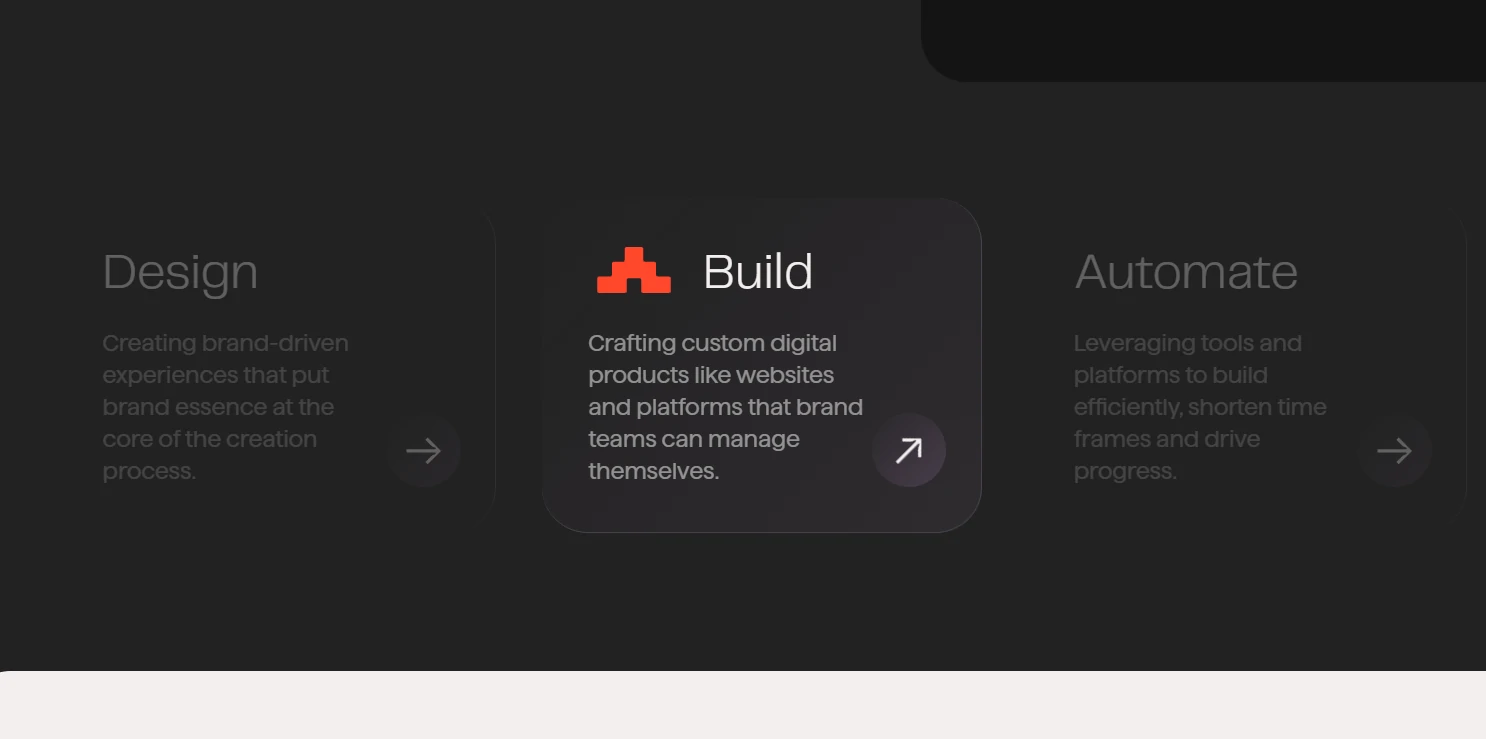 Design
Creating brand-driven
experiences that put
brand essence at the
core of the creation
process.
Build
Crafting custom digital
products like websites
and platforms that brand
teams can manage
themselves.
Automate
Leveraging tools and
platforms to build
efficiently, shorten time
frames and drive
progress.